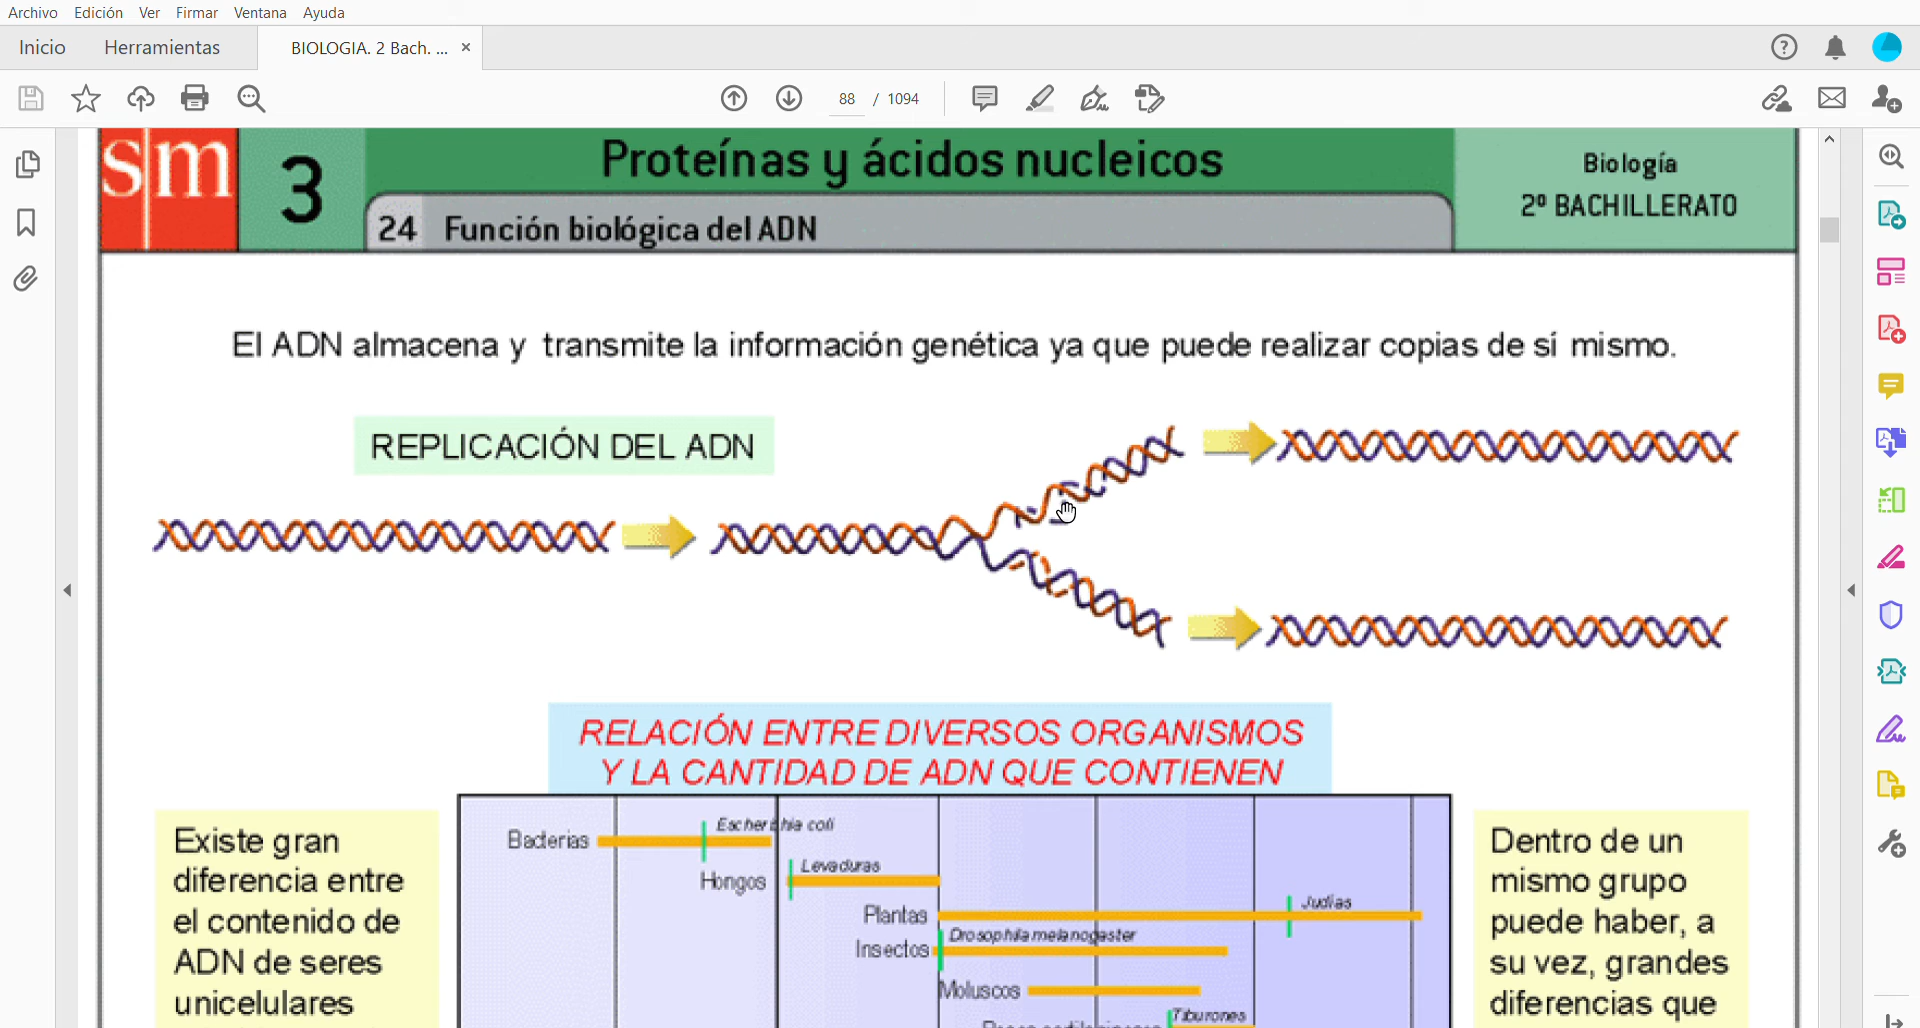 Archivo Edición Ver Firmar Ventana Ayuda
Inicio Herramientas BIOLOGIA. 2 Bach. ... ×
88 / 1094
sm 3 Proteínas y ácidos nucleicos
24 Función biológica del ADN
Biología
2º BACHILLERATO
El ADN almacena y transmite la información genética ya que puede realizar copias de sí mismo.
REPLICACIÓN DEL ADN
RELACIÓN ENTRE DIVERSOS ORGANISMOS
Y LA CANTIDAD DE ADN QUE CONTIENEN
Existe gran
diferencia entre
el contenido de
ADN de seres
unicelulares
Bacterias Escherichia coli
Hongos Levaduras
Plantas Judías
Insectos Drosophila melanogaster
Moluscos
Tiburones
Dentro de un
mismo grupo
puede haber, a
su vez, grandes
diferencias que